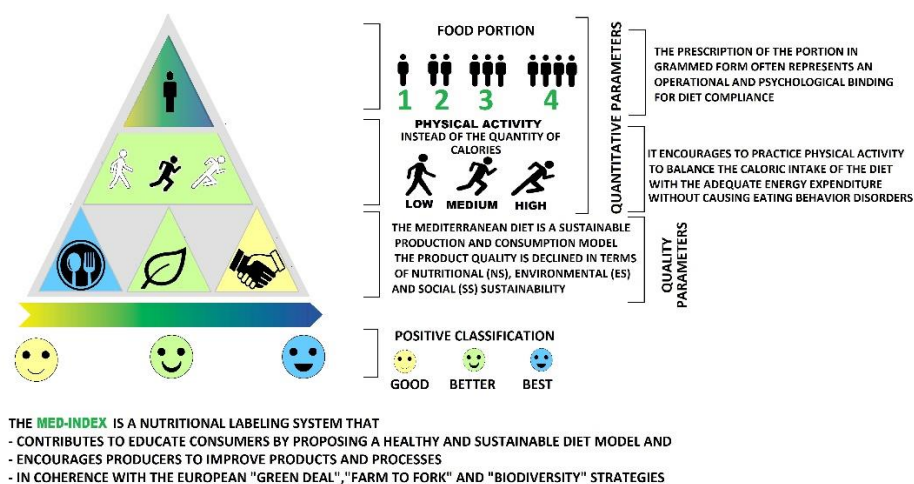 FOOD PORTION
1 2 3 4
QUANTITATIVE PARAMETERS
THE PRESCRIPTION OF THE PORTION IN
GRAMMED FORM OFTEN REPRESENTS AN
OPERATIONAL AND PSYCHOLOGICAL BINDING
FOR DIET COMPLIANCE
PHYSICAL ACTIVITY
INSTEAD OF THE QUANTITY OF
CALORIES
LOW MEDIUM HIGH
IT ENCOURAGES TO PRACTICE PHYSICAL ACTIVITY
TO BALANCE THE CALORIC INTAKE OF THE DIET
WITH THE ADEQUATE ENERGY EXPENDITURE
WITHOUT CAUSING EATING BEHAVIOR DISORDERS
THE MEDITERRANEAN DIET IS A SUSTAINABLE
PRODUCTION AND CONSUMPTION MODEL
THE PRODUCT QUALITY IS DECLINED IN TERMS
OF NUTRITIONAL (NS), ENVIRONMENTAL (ES)
AND SOCIAL (SS) SUSTAINABILITY
QUALITY
PARAMETERS
POSITIVE CLASSIFICATION
GOOD BETTER BEST
THE MED-INDEX IS A NUTRITIONAL LABELING SYSTEM THAT
- CONTRIBUTES TO EDUCATE CONSUMERS BY PROPOSING A HEALTHY AND SUSTAINABLE DIET MODEL AND
- ENCOURAGES PRODUCERS TO IMPROVE PRODUCTS AND PROCESSES
- IN COHERENCE WITH THE EUROPEAN "GREEN DEAL","FARM TO FORK" AND "BIODIVERSITY" STRATEGIES